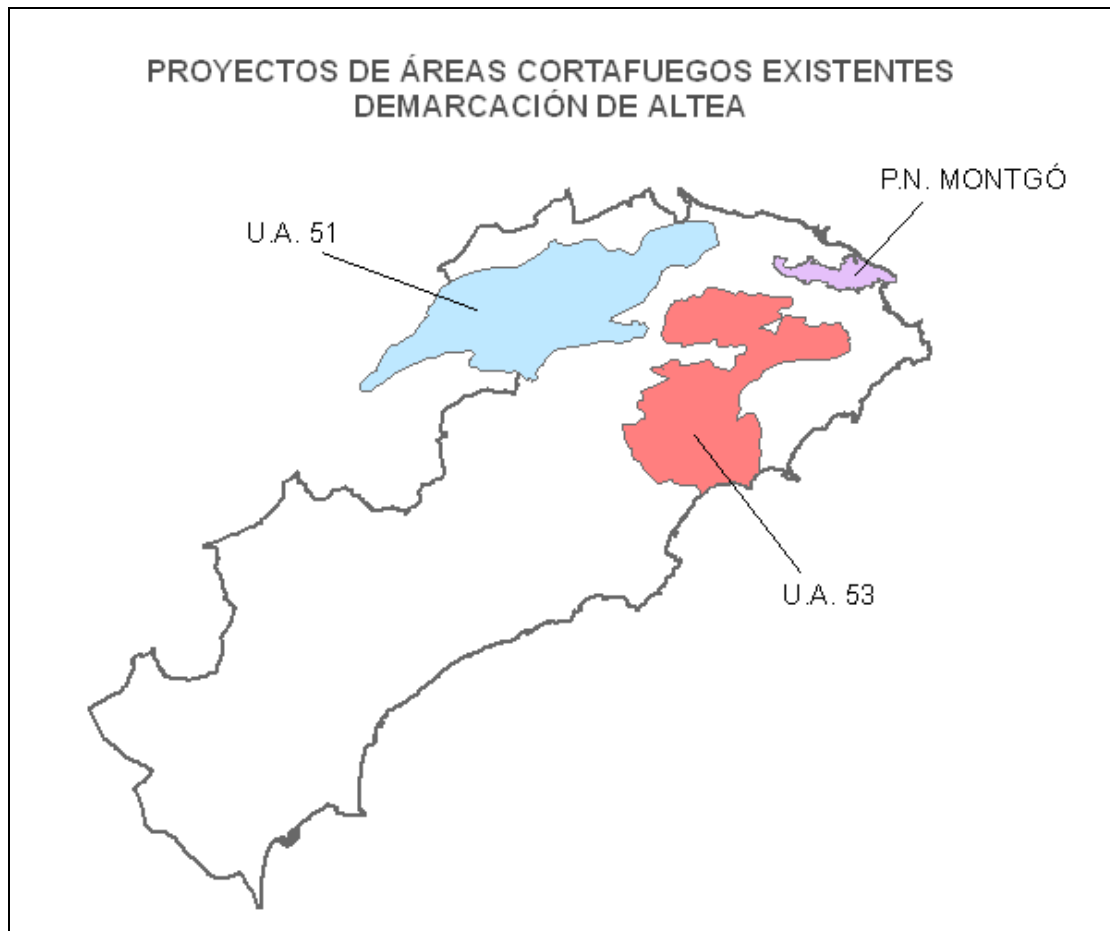 PROYECTOS DE ÁREAS CORTAFUEGOS EXISTENTES
DEMARCACIÓN DE ALTEA
P.N. MONTGÓ
U.A. 51
U.A. 53